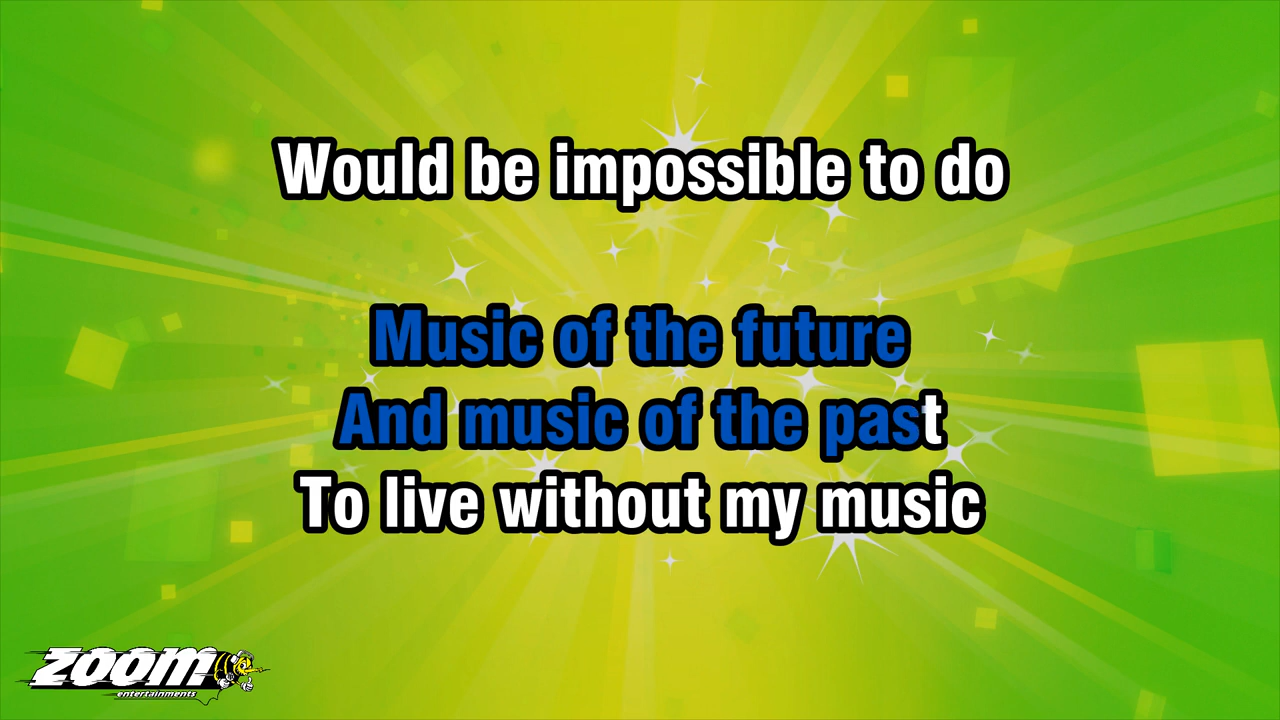 Would be impossible to do
Music of the future
And music of the past
To live without my music
ZOOM
entertainments